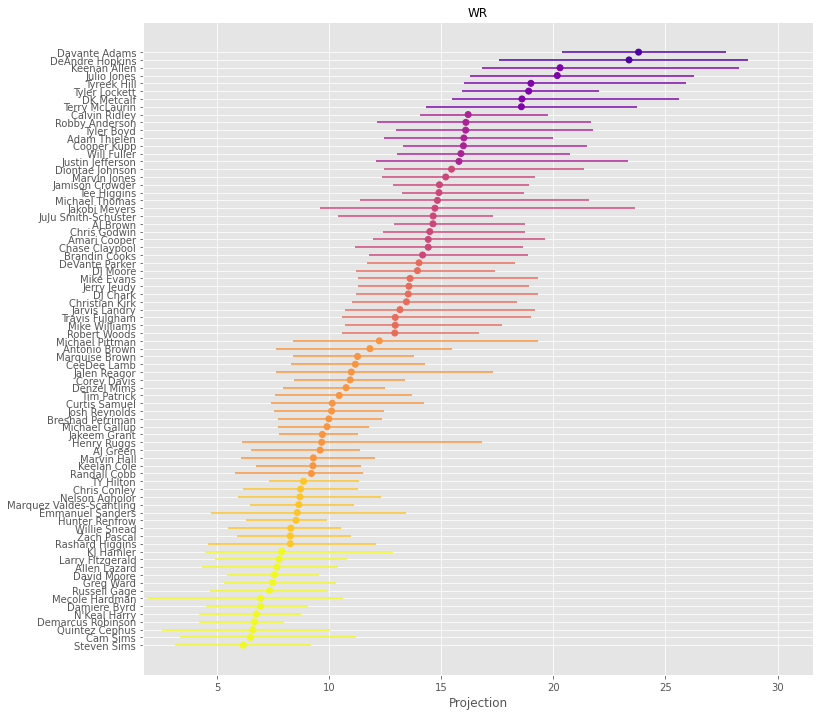 WR
Davante Adams
DeAndre Hopkins
Keenan Allen
Julio Jones
Tyreek Hill
Tyler Lockett
DK Metcalf
Terry McLaurin
Calvin Ridley
Robby Anderson
Tyler Boyd
Adam Thielen
Cooper Kupp
Will Fuller
Justin Jefferson
Diontae Johnson
Marvin Jones
Jamison Crowder
Tee Higgins
Michael Thomas
Jakobi Meyers
JuJu Smith-Schuster
AJ Brown
Chris Godwin
Amari Cooper
Chase Claypool
Brandin Cooks
DeVante Parker
DJ Moore
Mike Evans
Jerry Jeudy
DJ Chark
Christian Kirk
Jarvis Landry
Travis Fulgham
Mike Williams
Robert Woods
Michael Pittman
Antonio Brown
Marquise Brown
CeeDee Lamb
Jalen Reagor
Corey Davis
Denzel Mims
Tim Patrick
Curtis Samuel
Josh Reynolds
Breshad Perriman
Michael Gallup
Jakeem Grant
Henry Ruggs
AJ Green
Marvin Hall
Keelan Cole
Randall Cobb
TY Hilton
Chris Conley
Nelson Agholor
Marquez Valdes-Scantling
Emmanuel Sanders
Hunter Renfrow
Willie Snead
Zach Pascal
Rashard Higgins
KJ Hamler
Larry Fitzgerald
Allen Lazard
David Moore
Greg Ward
Russell Gage
Mecole Hardman
Damiere Byrd
N'Keal Harry
Demarcus Robinson
Quintez Cephus
Cam Sims
Steven Sims
5 10 15 20 25 30
Projection